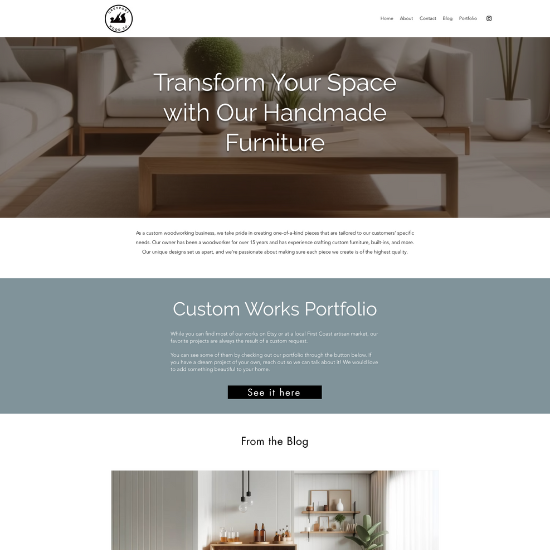 Home About Contact Blog Portfolio
Transform Your Space
with Our Handmade
Furniture
As a custom woodworking business, we take pride in creating one-of-a-kind pieces that are tailored to our customers' specific
needs. Our owner has been a woodworker for over 15 years and has experience crafting custom furniture, built-ins, and more.
Our unique designs set us apart, and we're passionate about making sure each piece we create is of the highest quality.
Custom Works Portfolio
While you can find most of our works on Etsy or at a local First Coast artisan market, our
favorite projects are always the result of a custom request.
You can see some of them by checking out our portfolio through the button below. If
you have a dream project of your own, reach out so we can talk about it! We would love
to add something beautiful to your home.
See it here
From the Blog